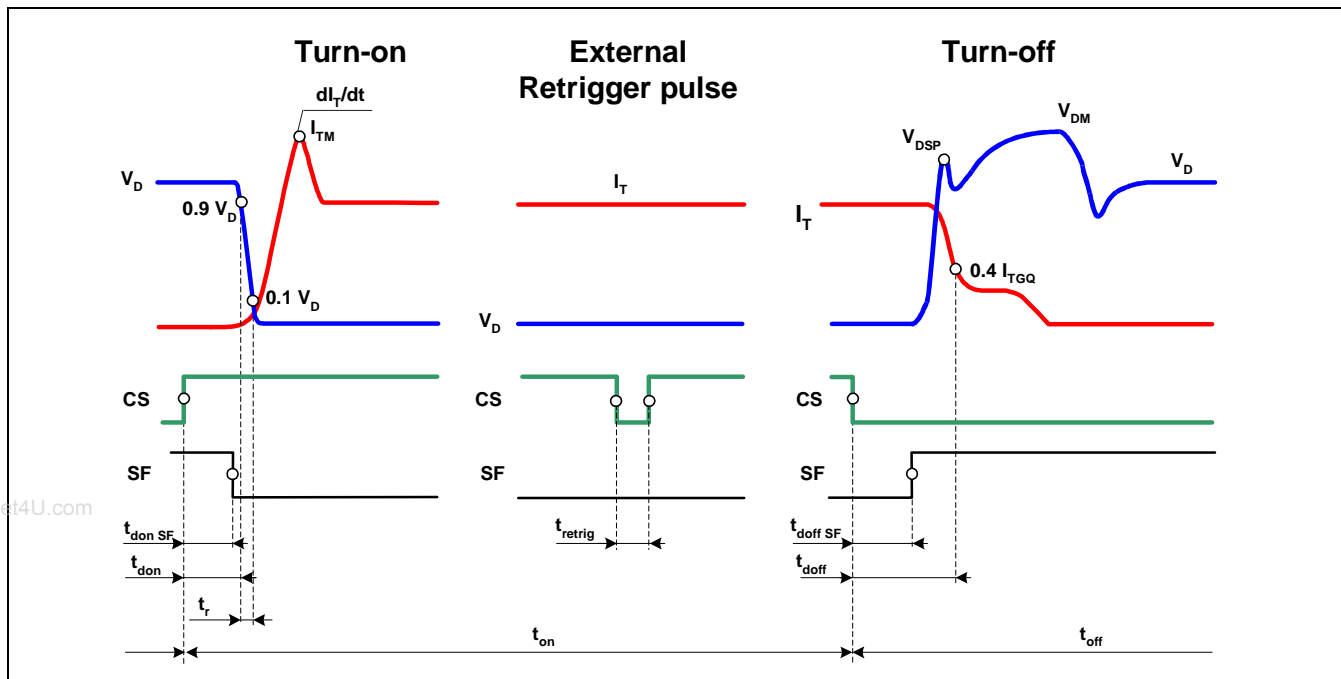 Turn-on
External
Retrigger pulse
Turn-off
dI_T/dt
I_TM
V_D
0.9 V_D
0.1 V_D
I_T
V_D
V_DSP
V_DM
V_D
I_T
0.4 I_TGQ
CS
CS
CS
SF
SF
SF
et4U.com
t_don SF
t_retrig
t_doff SF
t_don
t_doff
t_r
t_on
t_off